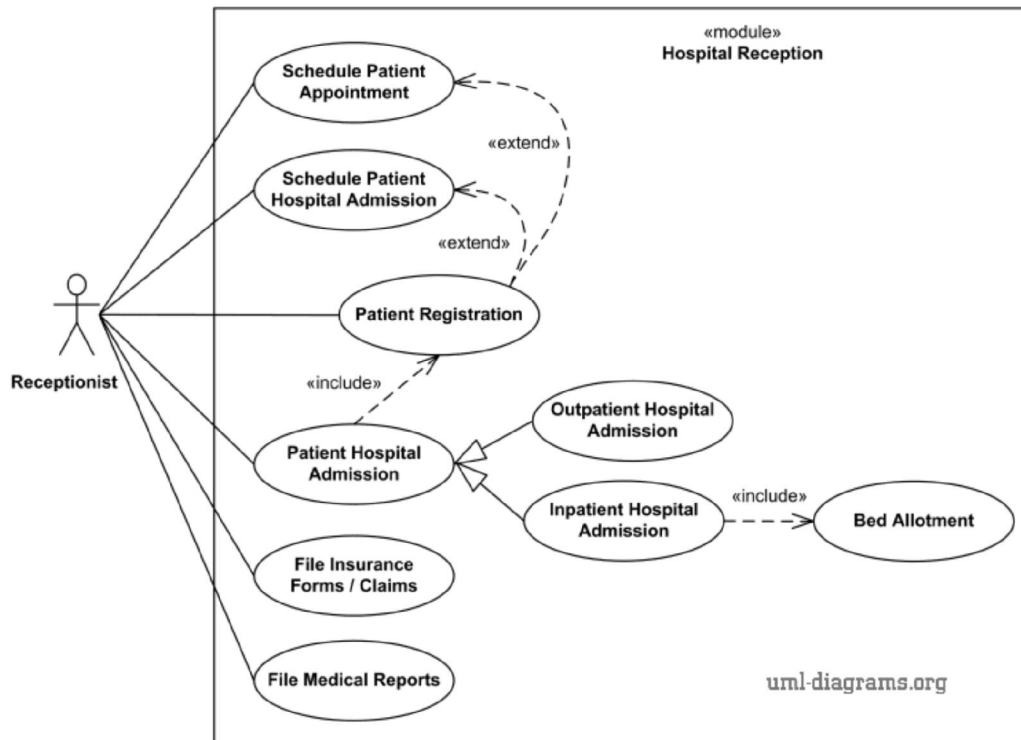 «module»
Hospital Reception
Schedule Patient
Appointment
«extend»
Schedule Patient
Hospital Admission
«extend»
Patient Registration
Receptionist
«include»
Outpatient Hospital
Admission
Patient Hospital
Admission
«include»
Inpatient Hospital
Admission
Bed Allotment
File Insurance
Forms / Claims
File Medical Reports
uml-diagrams.org